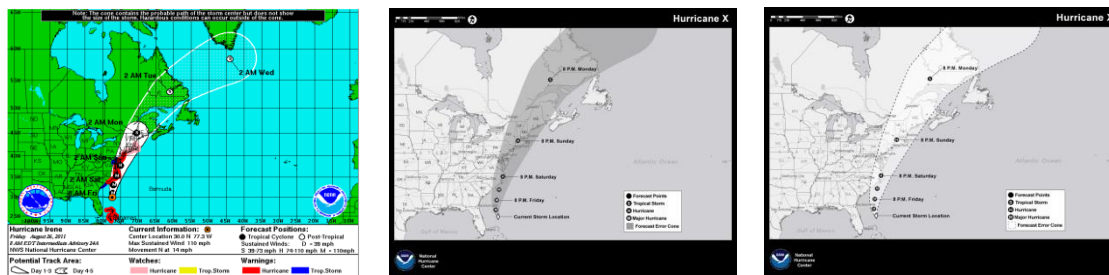 Note: The cone contains the probable path of the storm center but does not show
the size of the storm. Hazardous conditions can occur outside of the cone.
2 AM Tue
2 AM Wed
2 AM Mon
2 AM Sun
2 AM Sat
2 AM Fri
Bermuda
Hurricane Irene
Friday August 26, 2011
8 AM EDT Intermediate Advisory 24A
NWS National Hurricane Center
Current Information:
Center Location 30.0 N 77.3 W
Max Sustained Wind 110 mph
Movement N at 14 mph
Forecast Positions:
Tropical Cyclone Post-Tropical
Sustained Winds: D < 39 mph
S 39-73 mph H 74-110 mph M > 110mph
Potential Track Area:
Day 1-3 Day 4-5
Watches:
Hurricane Trop.Storm
Warnings:
Hurricane Trop.Storm
Hurricane X
8 P.M. Monday
8 P.M. Sunday
Atlantic Ocean
8 P.M. Saturday
8 P.M. Friday
Current Storm Location
Gulf of Mexico
Forecast Points
Tropical Storm
Hurricane
Major Hurricane
Forecast Error Cone
National
Hurricane
Center
Hurricane X
8 P.M. Monday
8 P.M. Sunday
Atlantic Ocean
8 P.M. Saturday
8 P.M. Friday
Current Storm Location
Gulf of Mexico
Forecast Points
Tropical Storm
Hurricane
Major Hurricane
Forecast Error Cone
National
Hurricane
Center